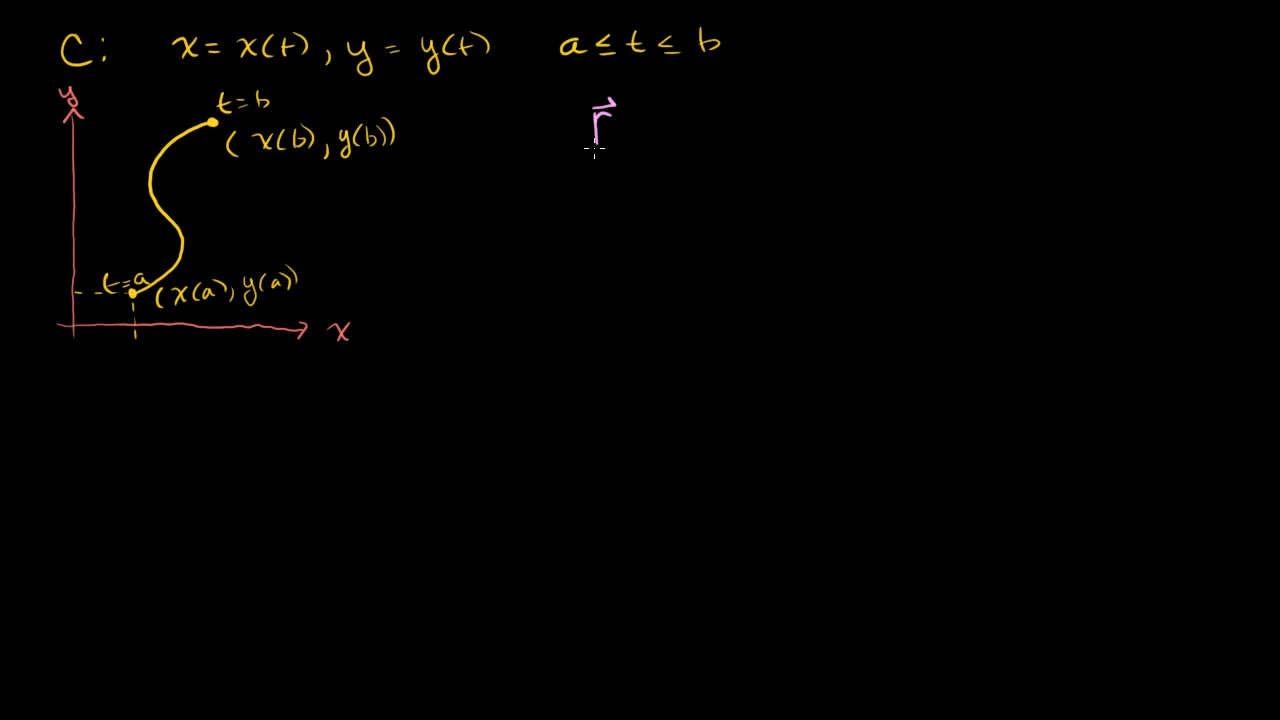 C: x = x(t), y = y(t) a ≤ t ≤ b
y
t=b
(x(b), y(b))
r⃗
t=a
(x(a), y(a))
x